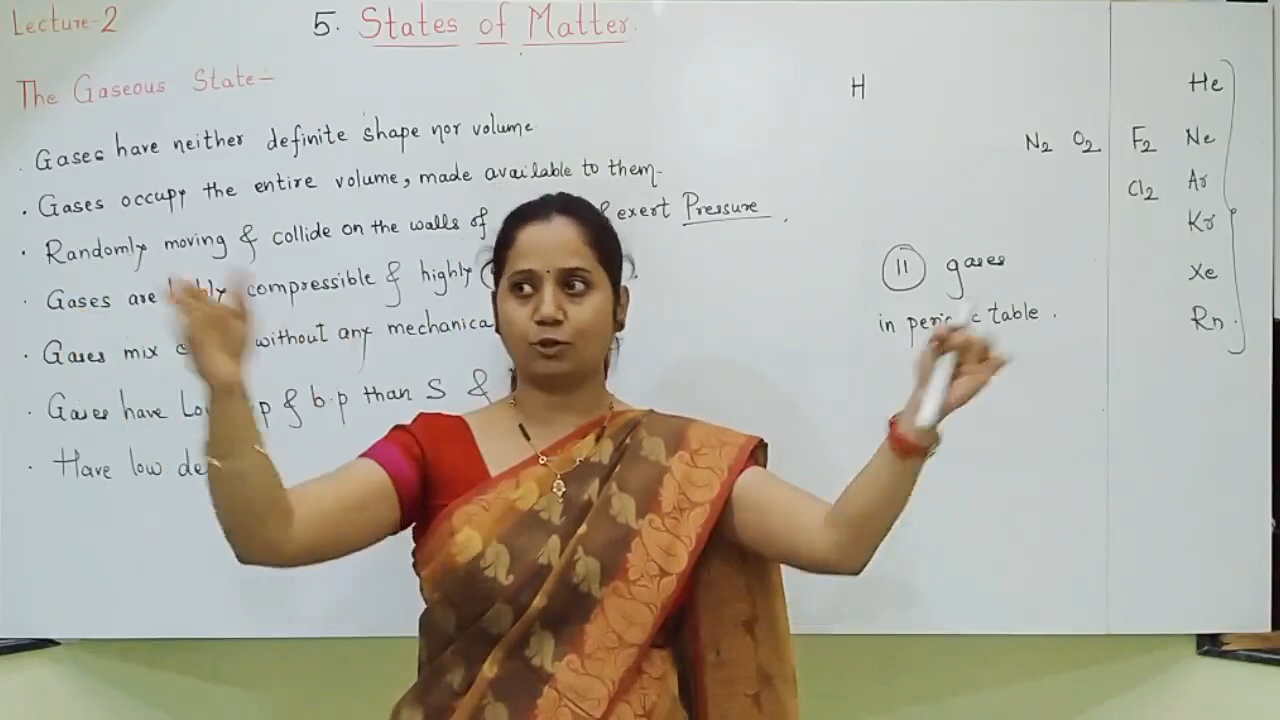 Lecture-2
5. States of Matter.
The Gaseous State:-
. Gases have neither definite shape nor volume
. Gases occupy the entire volume, made available to them.
. Randomly moving & collide on the walls of & exert Pressure.
. Gases are highly compressible & highly (
. Gases mix without any mechanica
. Gases have Low p & b.p than S &
. Have low de
H
He
N2 O2 F2 Ne
Cl2 Ar
Kr
Xe
Rn.
11 gases
in periodic table.